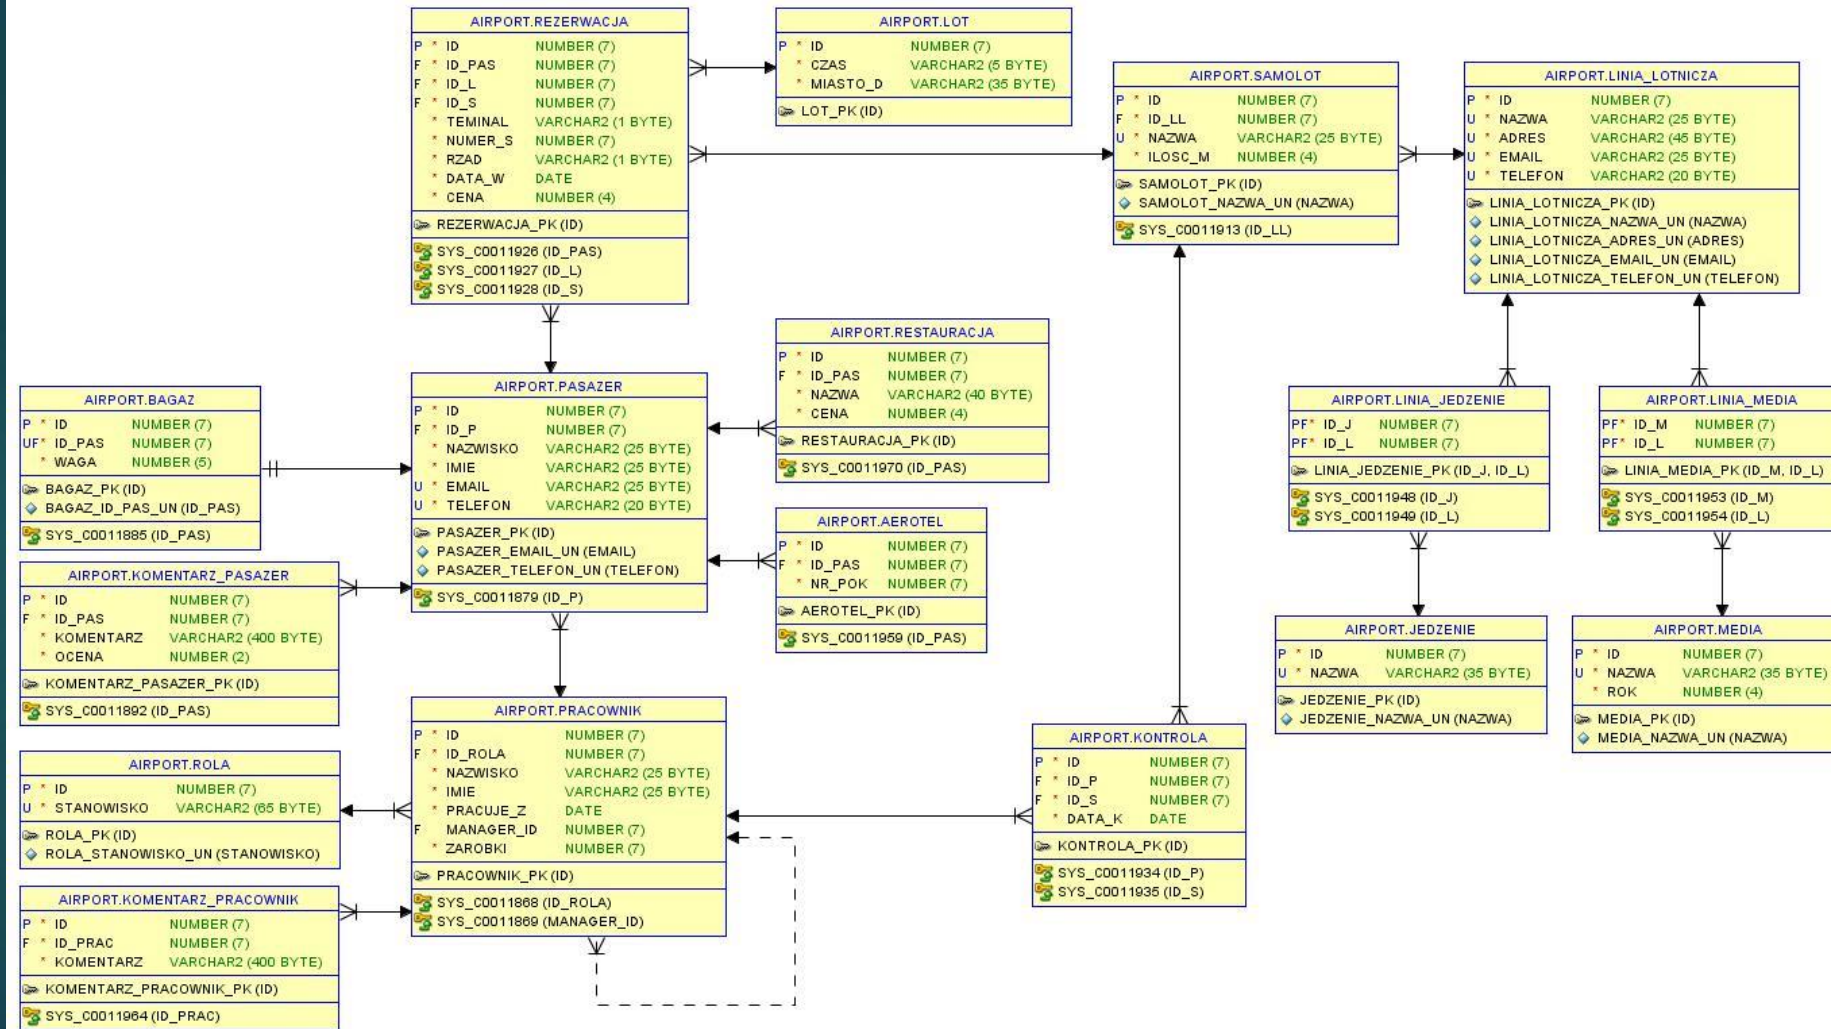 AIRPORT.REZERWACJA
P * ID NUMBER (7)
F * ID_PAS NUMBER (7)
F * ID_L NUMBER (7)
F * ID_S NUMBER (7)
* TEMINAL VARCHAR2 (1 BYTE)
* NUMER_S NUMBER (7)
* RZAD VARCHAR2 (1 BYTE)
* DATA_W DATE
* CENA NUMBER (4)
REZERWACJA_PK (ID)
SYS_C0011926 (ID_PAS)
SYS_C0011927 (ID_L)
SYS_C0011928 (ID_S)
AIRPORT.LOT
P * ID NUMBER (7)
* CZAS VARCHAR2 (5 BYTE)
* MIASTO_D VARCHAR2 (35 BYTE)
LOT_PK (ID)
AIRPORT.SAMOLOT
P * ID NUMBER (7)
F * ID_LL NUMBER (7)
U * NAZWA VARCHAR2 (25 BYTE)
* ILOSC_M NUMBER (4)
SAMOLOT_PK (ID)
SAMOLOT_NAZWA_UN (NAZWA)
SYS_C0011913 (ID_LL)
AIRPORT.LINIA_LOTNICZA
P * ID NUMBER (7)
U * NAZWA VARCHAR2 (25 BYTE)
U * ADRES VARCHAR2 (45 BYTE)
U * EMAIL VARCHAR2 (25 BYTE)
U * TELEFON VARCHAR2 (20 BYTE)
LINIA_LOTNICZA_PK (ID)
LINIA_LOTNICZA_NAZWA_UN (NAZWA)
LINIA_LOTNICZA_ADRES_UN (ADRES)
LINIA_LOTNICZA_EMAIL_UN (EMAIL)
LINIA_LOTNICZA_TELEFON_UN (TELEFON)
AIRPORT.BAGAZ
P * ID NUMBER (7)
UF* ID_PAS NUMBER (7)
* WAGA NUMBER (5)
BAGAZ_PK (ID)
BAGAZ_ID_PAS_UN (ID_PAS)
SYS_C0011885 (ID_PAS)
AIRPORT.PASAZER
P * ID NUMBER (7)
F * ID_P NUMBER (7)
* NAZWISKO VARCHAR2 (25 BYTE)
* IMIE VARCHAR2 (25 BYTE)
U * EMAIL VARCHAR2 (25 BYTE)
U * TELEFON VARCHAR2 (20 BYTE)
PASAZER_PK (ID)
PASAZER_EMAIL_UN (EMAIL)
PASAZER_TELEFON_UN (TELEFON)
SYS_C0011879 (ID_P)
AIRPORT.RESTAURACJA
P * ID NUMBER (7)
F * ID_PAS NUMBER (7)
* NAZWA VARCHAR2 (40 BYTE)
* CENA NUMBER (4)
RESTAURACJA_PK (ID)
SYS_C0011970 (ID_PAS)
AIRPORT.AEROTEL
P * ID NUMBER (7)
F * ID_PAS NUMBER (7)
* NR_POK NUMBER (7)
AEROTEL_PK (ID)
SYS_C0011959 (ID_PAS)
AIRPORT.LINIA_JEDZENIE
PF* ID_J NUMBER (7)
PF* ID_L NUMBER (7)
LINIA_JEDZENIE_PK (ID_J, ID_L)
SYS_C0011948 (ID_J)
SYS_C0011949 (ID_L)
AIRPORT.LINIA_MEDIA
PF* ID_M NUMBER (7)
PF* ID_L NUMBER (7)
LINIA_MEDIA_PK (ID_M, ID_L)
SYS_C0011953 (ID_M)
SYS_C0011954 (ID_L)
AIRPORT.KOMENTARZ_PASAZER
P * ID NUMBER (7)
F * ID_PAS NUMBER (7)
* KOMENTARZ VARCHAR2 (400 BYTE)
* OCENA NUMBER (2)
KOMENTARZ_PASAZER_PK (ID)
SYS_C0011892 (ID_PAS)
AIRPORT.JEDZENIE
P * ID NUMBER (7)
U * NAZWA VARCHAR2 (35 BYTE)
JEDZENIE_PK (ID)
JEDZENIE_NAZWA_UN (NAZWA)
AIRPORT.MEDIA
P * ID NUMBER (7)
U * NAZWA VARCHAR2 (35 BYTE)
* ROK NUMBER (4)
MEDIA_PK (ID)
MEDIA_NAZWA_UN (NAZWA)
AIRPORT.ROLA
P * ID NUMBER (7)
U * STANOWISKO VARCHAR2 (65 BYTE)
ROLA_PK (ID)
ROLA_STANOWISKO_UN (STANOWISKO)
AIRPORT.PRACOWNIK
P * ID NUMBER (7)
F * ID_ROLA NUMBER (7)
* NAZWISKO VARCHAR2 (25 BYTE)
* IMIE VARCHAR2 (25 BYTE)
* PRACUJE_Z DATE
F MANAGER_ID NUMBER (7)
* ZAROBKI NUMBER (7)
PRACOWNIK_PK (ID)
SYS_C0011868 (ID_ROLA)
SYS_C0011869 (MANAGER_ID)
AIRPORT.KONTROLA
P * ID NUMBER (7)
F * ID_P NUMBER (7)
F * ID_S NUMBER (7)
* DATA_K DATE
KONTROLA_PK (ID)
SYS_C0011934 (ID_P)
SYS_C0011935 (ID_S)
AIRPORT.KOMENTARZ_PRACOWNIK
P * ID NUMBER (7)
F * ID_PRAC NUMBER (7)
* KOMENTARZ VARCHAR2 (400 BYTE)
KOMENTARZ_PRACOWNIK_PK (ID)
SYS_C0011964 (ID_PRAC)